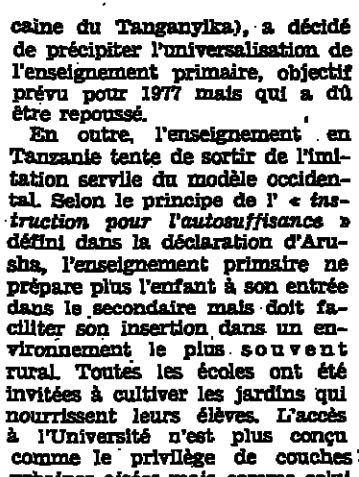 caine du Tanganyika), a décidé
de précipiter l'universalisation de
l'enseignement primaire, objectif
prévu pour 1977 mais qui a dû
être repoussé.
En outre, l'enseignement en
Tanzanie tente de sortir de l'imi-
tation servile du modèle occiden-
tal. Selon le principe de l' « ins-
truction pour l'autosuffisance »
défini dans la déclaration d'Aru-
sha, l'enseignement primaire ne
prépare plus l'enfant à son entrée
dans le secondaire mais doit fa-
ciliter son insertion dans un en-
vironnement le plus souvent
rural. Toutes les écoles ont été
invitées à cultiver les jardins qui
nourrissent leurs élèves. L'accès
à l'Université n'est plus conçu
comme le privilège de couches
mais comme celui